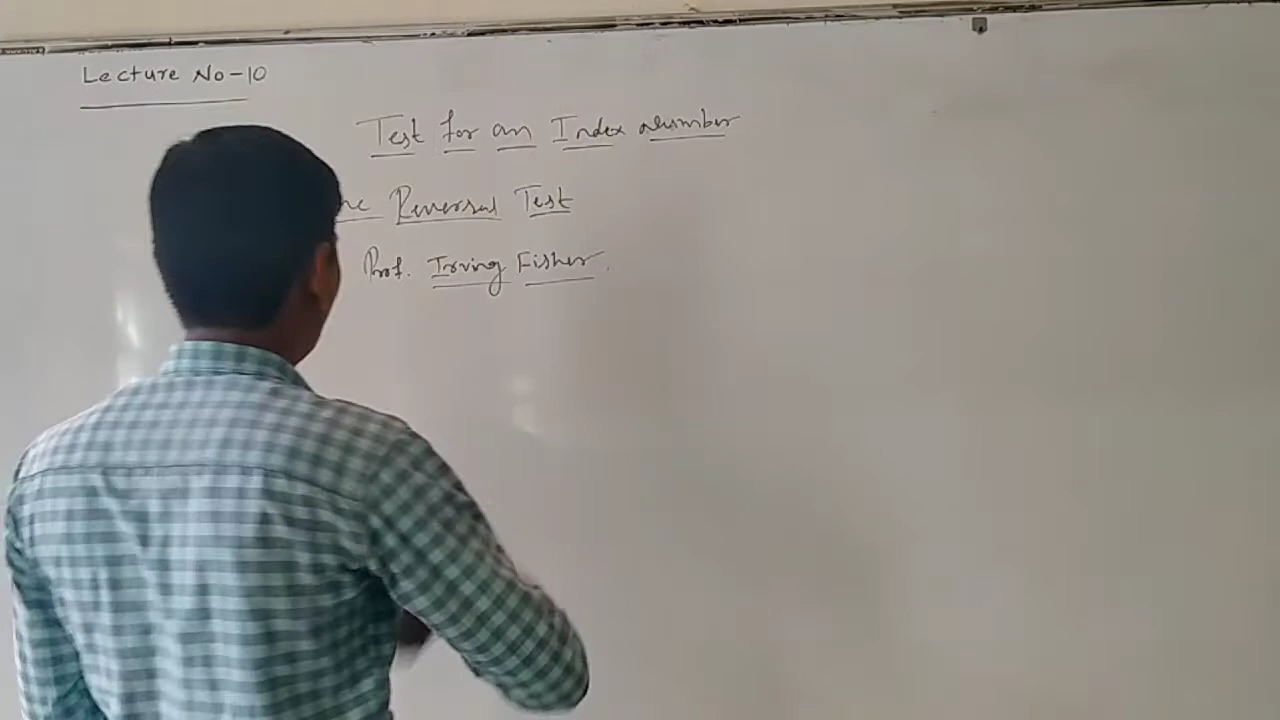 Lecture No-10
Test for an Index Number
Reversal Test
Prof. Irving Fisher.